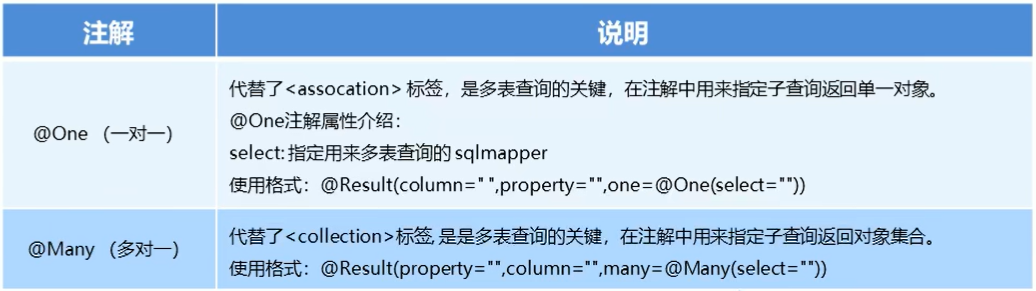 注解
说明
@One （一对一）
代替了<assocation> 标签，是多表查询的关键，在注解中用来指定子查询返回单一对象。
@One注解属性介绍：
select: 指定用来多表查询的 sqlmapper
使用格式：@Result(column=" ",property="",one=@One(select=""))
@Many （多对一）
代替了<collection>标签, 是是多表查询的关键，在注解中用来指定子查询返回对象集合。
使用格式：@Result(property="",column="",many=@Many(select=""))